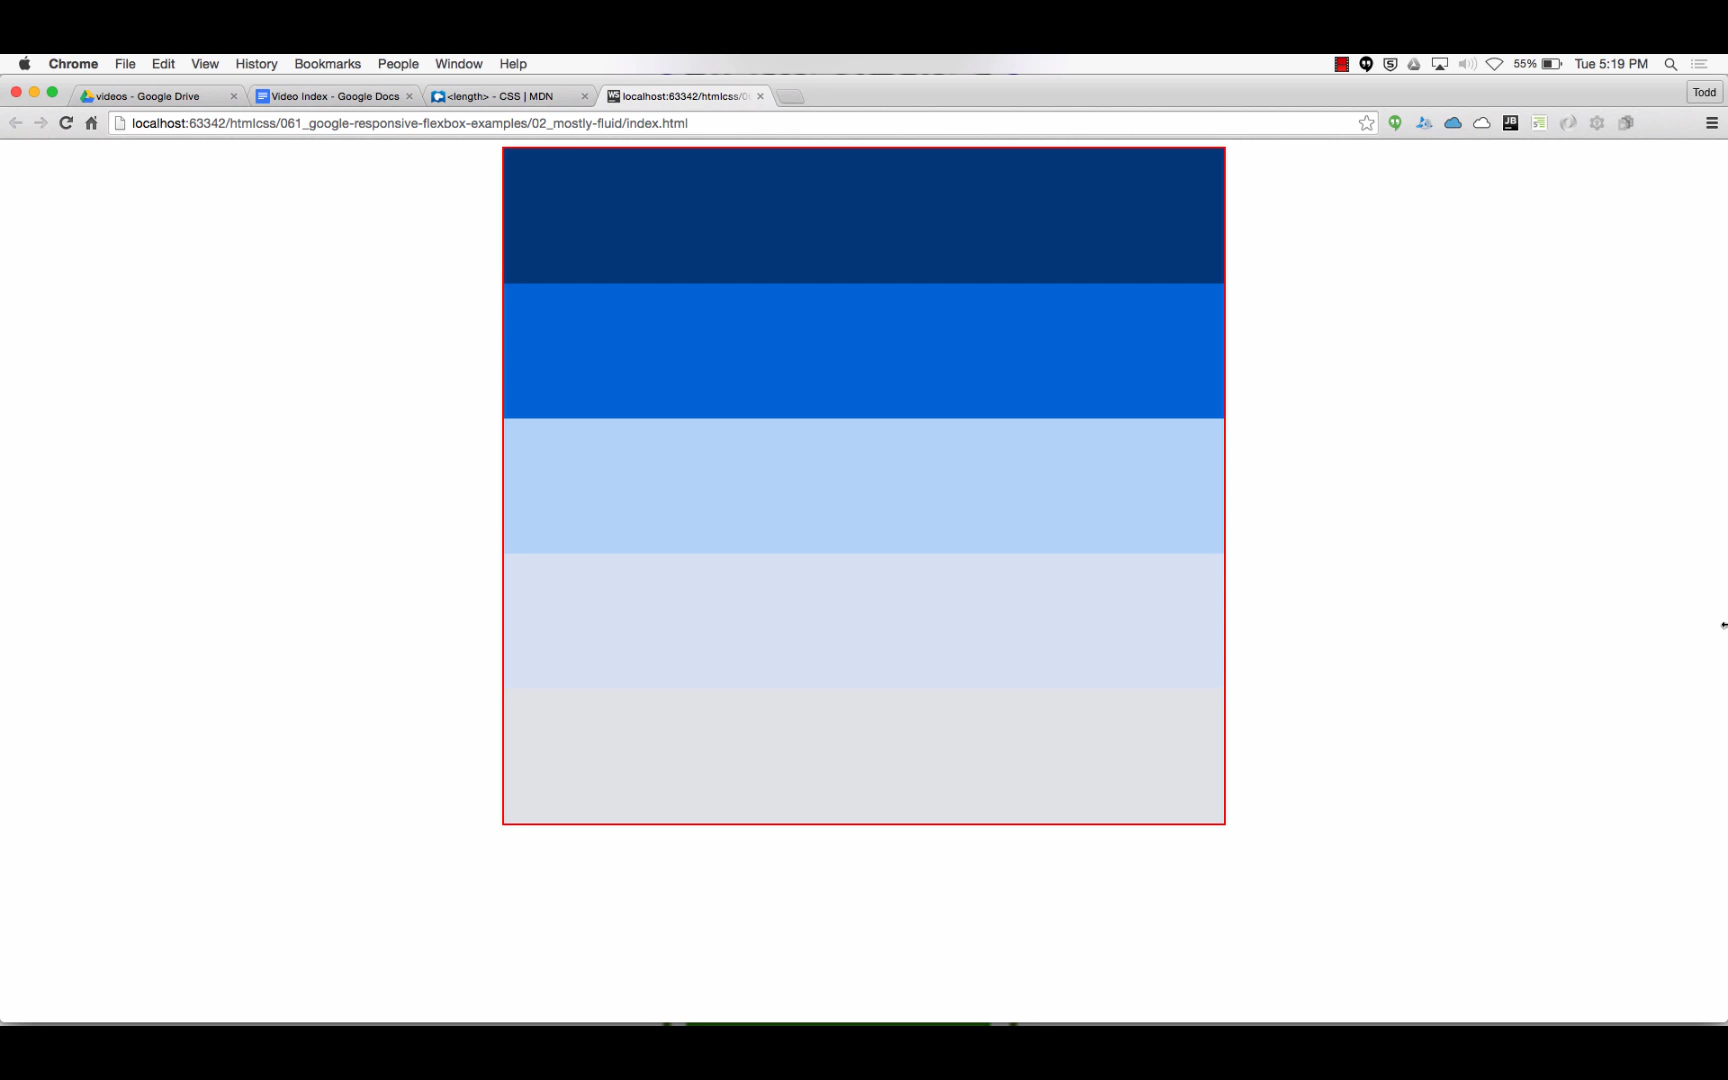 Chrome File Edit View History Bookmarks People Window Help 55% Tue 5:19 PM
videos - Google Drive Video Index - Google Docs <length> - CSS | MDN localhost:63342/htmlcss/0 Todd
localhost:63342/htmlcss/061_google-responsive-flexbox-examples/02_mostly-fluid/index.html